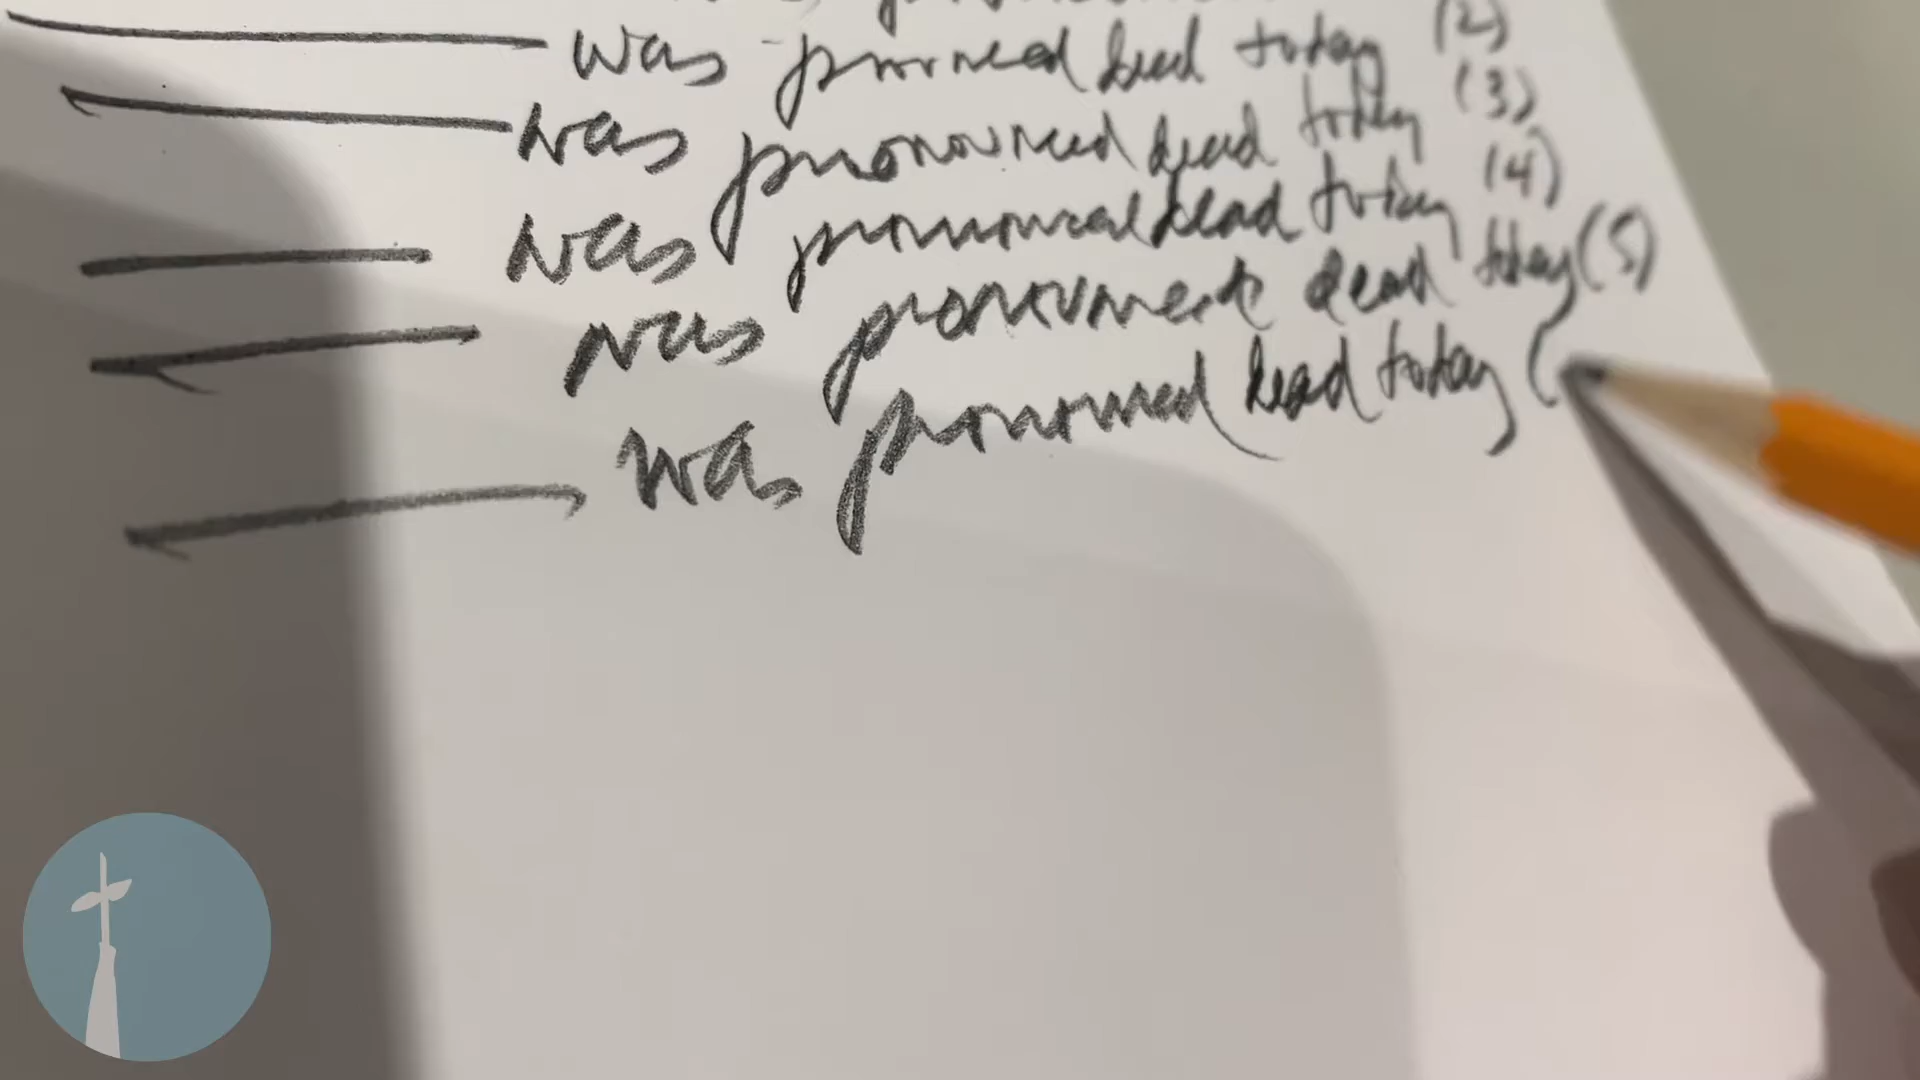 was pronounced dead today (2)
was pronounced dead today (3)
was pronounced dead today (4)
was pronounced dead today (5)
was pronounced dead today (